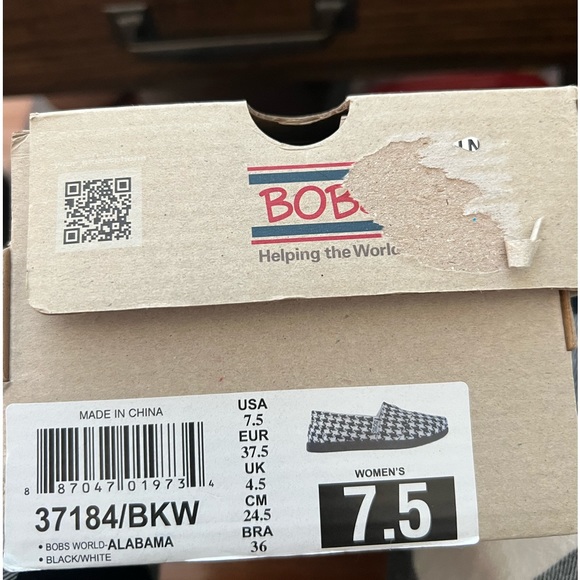 BOBS
Helping the World
MADE IN CHINA
8 87047 01973 4
37184/BKW
• BOBS WORLD-ALABAMA
• BLACK/WHITE
USA
7.5
EUR
37.5
UK
4.5
CM
24.5
BRA
36
WOMEN'S
7.5